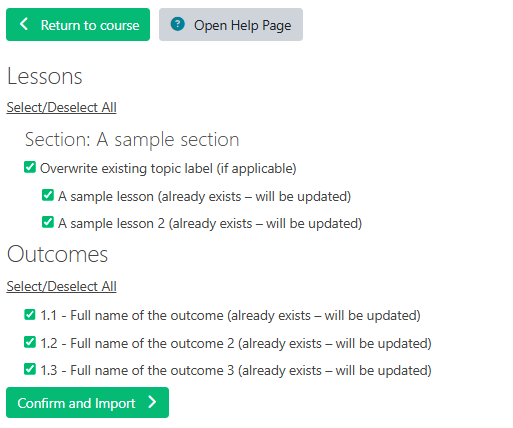 Return to course
? Open Help Page
Lessons
Select/Deselect All
Section: A sample section
Overwrite existing topic label (if applicable)
A sample lesson (already exists – will be updated)
A sample lesson 2 (already exists – will be updated)
Outcomes
Select/Deselect All
1.1 - Full name of the outcome (already exists – will be updated)
1.2 - Full name of the outcome 2 (already exists – will be updated)
1.3 - Full name of the outcome 3 (already exists – will be updated)
Confirm and Import